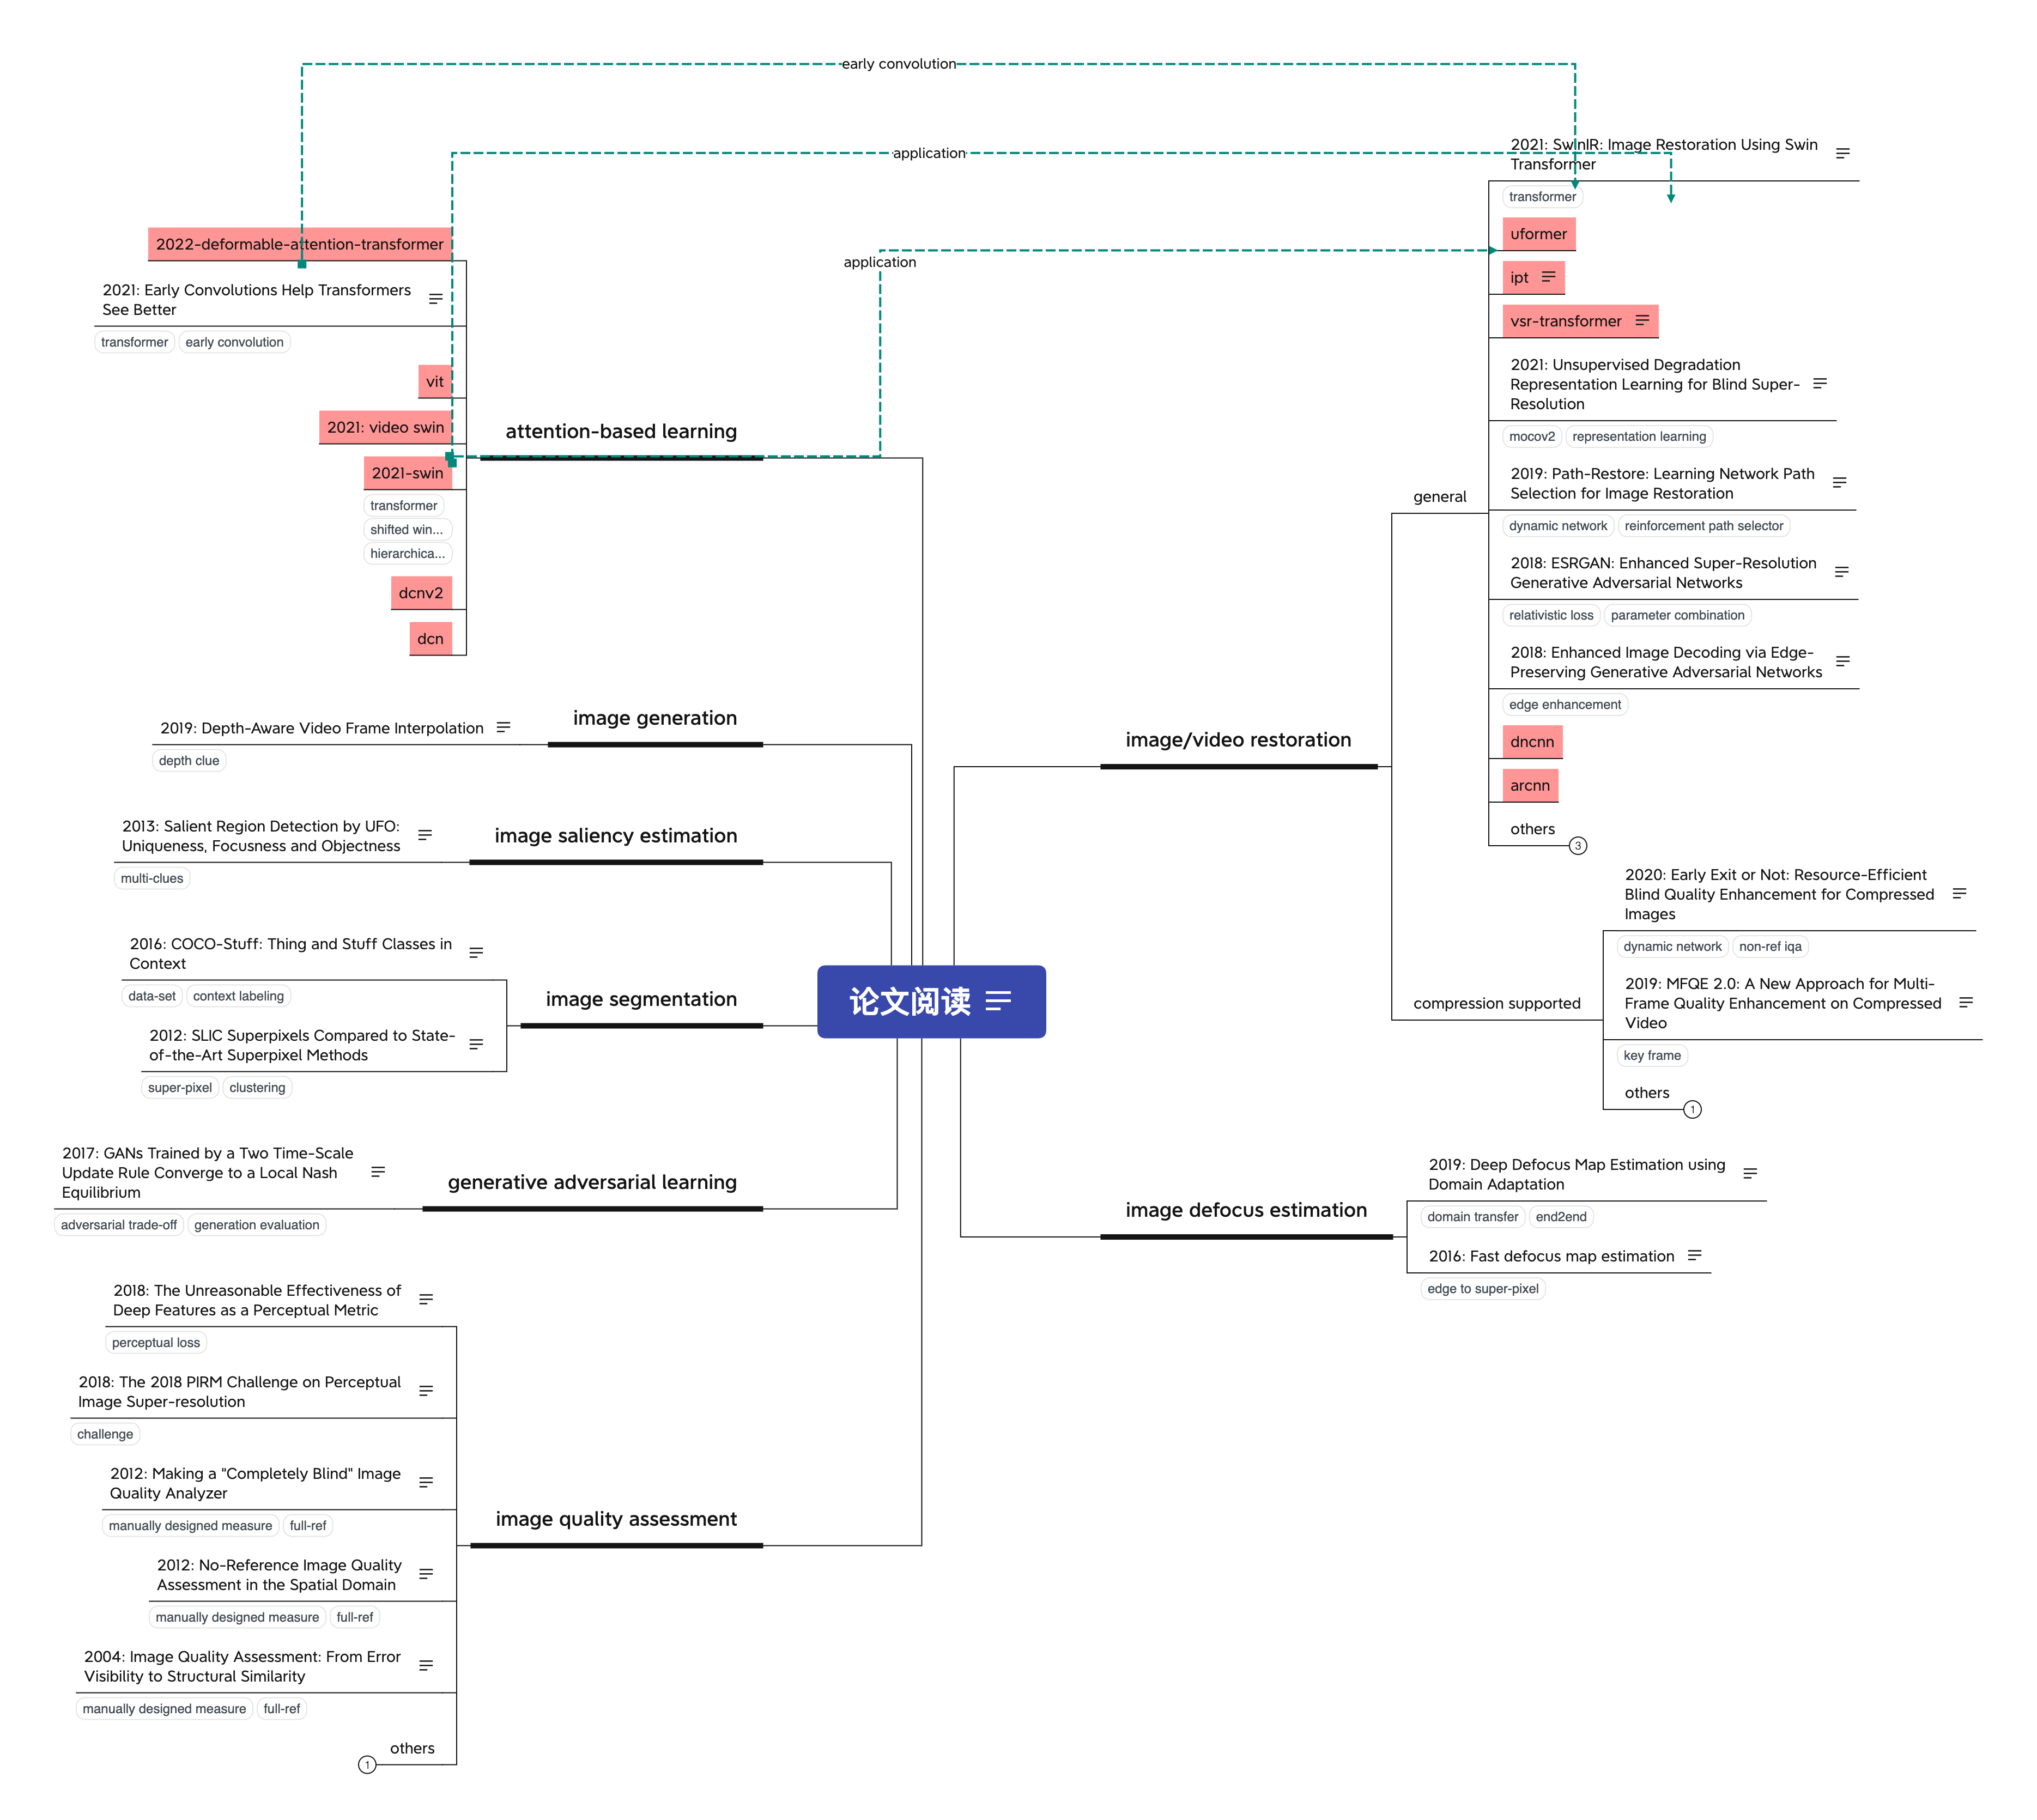 early convolution
application
application
2022-deformable-attention-transformer
2021: Early Convolutions Help Transformers
See Better
transformer
early convolution
vit
2021: video swin
2021-swin
transformer
shifted win...
hierarchica...
dcnv2
dcn
attention-based learning
2019: Depth-Aware Video Frame Interpolation
depth clue
image generation
2013: Salient Region Detection by UFO:
Uniqueness, Focusness and Objectness
multi-clues
image saliency estimation
2016: COCO-Stuff: Thing and Stuff Classes in
Context
data-set
context labeling
2012: SLIC Superpixels Compared to State-
of-the-Art Superpixel Methods
super-pixel
clustering
image segmentation
2017: GANs Trained by a Two Time-Scale
Update Rule Converge to a Local Nash
Equilibrium
adversarial trade-off
generation evaluation
generative adversarial learning
2018: The Unreasonable Effectiveness of
Deep Features as a Perceptual Metric
perceptual loss
2018: The 2018 PIRM Challenge on Perceptual
Image Super-resolution
challenge
2012: Making a "Completely Blind" Image
Quality Analyzer
manually designed measure
full-ref
2012: No-Reference Image Quality
Assessment in the Spatial Domain
manually designed measure
full-ref
2004: Image Quality Assessment: From Error
Visibility to Structural Similarity
manually designed measure
full-ref
others
1
image quality assessment
论文阅读
image/video restoration
general
2021: SwinIR: Image Restoration Using Swin
Transformer
transformer
uformer
ipt
vsr-transformer
2021: Unsupervised Degradation
Representation Learning for Blind Super-
Resolution
mocov2
representation learning
2019: Path-Restore: Learning Network Path
Selection for Image Restoration
dynamic network
reinforcement path selector
2018: ESRGAN: Enhanced Super-Resolution
Generative Adversarial Networks
relativistic loss
parameter combination
2018: Enhanced Image Decoding via Edge-
Preserving Generative Adversarial Networks
edge enhancement
dncnn
arcnn
others
3
compression supported
2020: Early Exit or Not: Resource-Efficient
Blind Quality Enhancement for Compressed
Images
dynamic network
non-ref iqa
2019: MFQE 2.0: A New Approach for Multi-
Frame Quality Enhancement on Compressed
Video
key frame
others
1
image defocus estimation
2019: Deep Defocus Map Estimation using
Domain Adaptation
domain transfer
end2end
2016: Fast defocus map estimation
edge to super-pixel